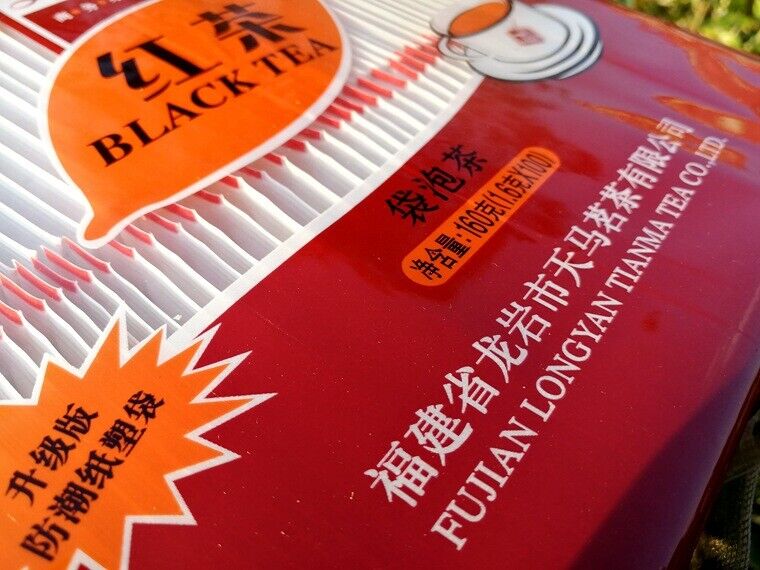 红茶
BLACK TEA
袋泡茶
净含量:160克(1.6克X100)
福建省龙岩市天马茗茶有限公司
FUJIAN LONGYAN TIANMA TEA CO.,LTD.
升级版
防潮纸塑袋